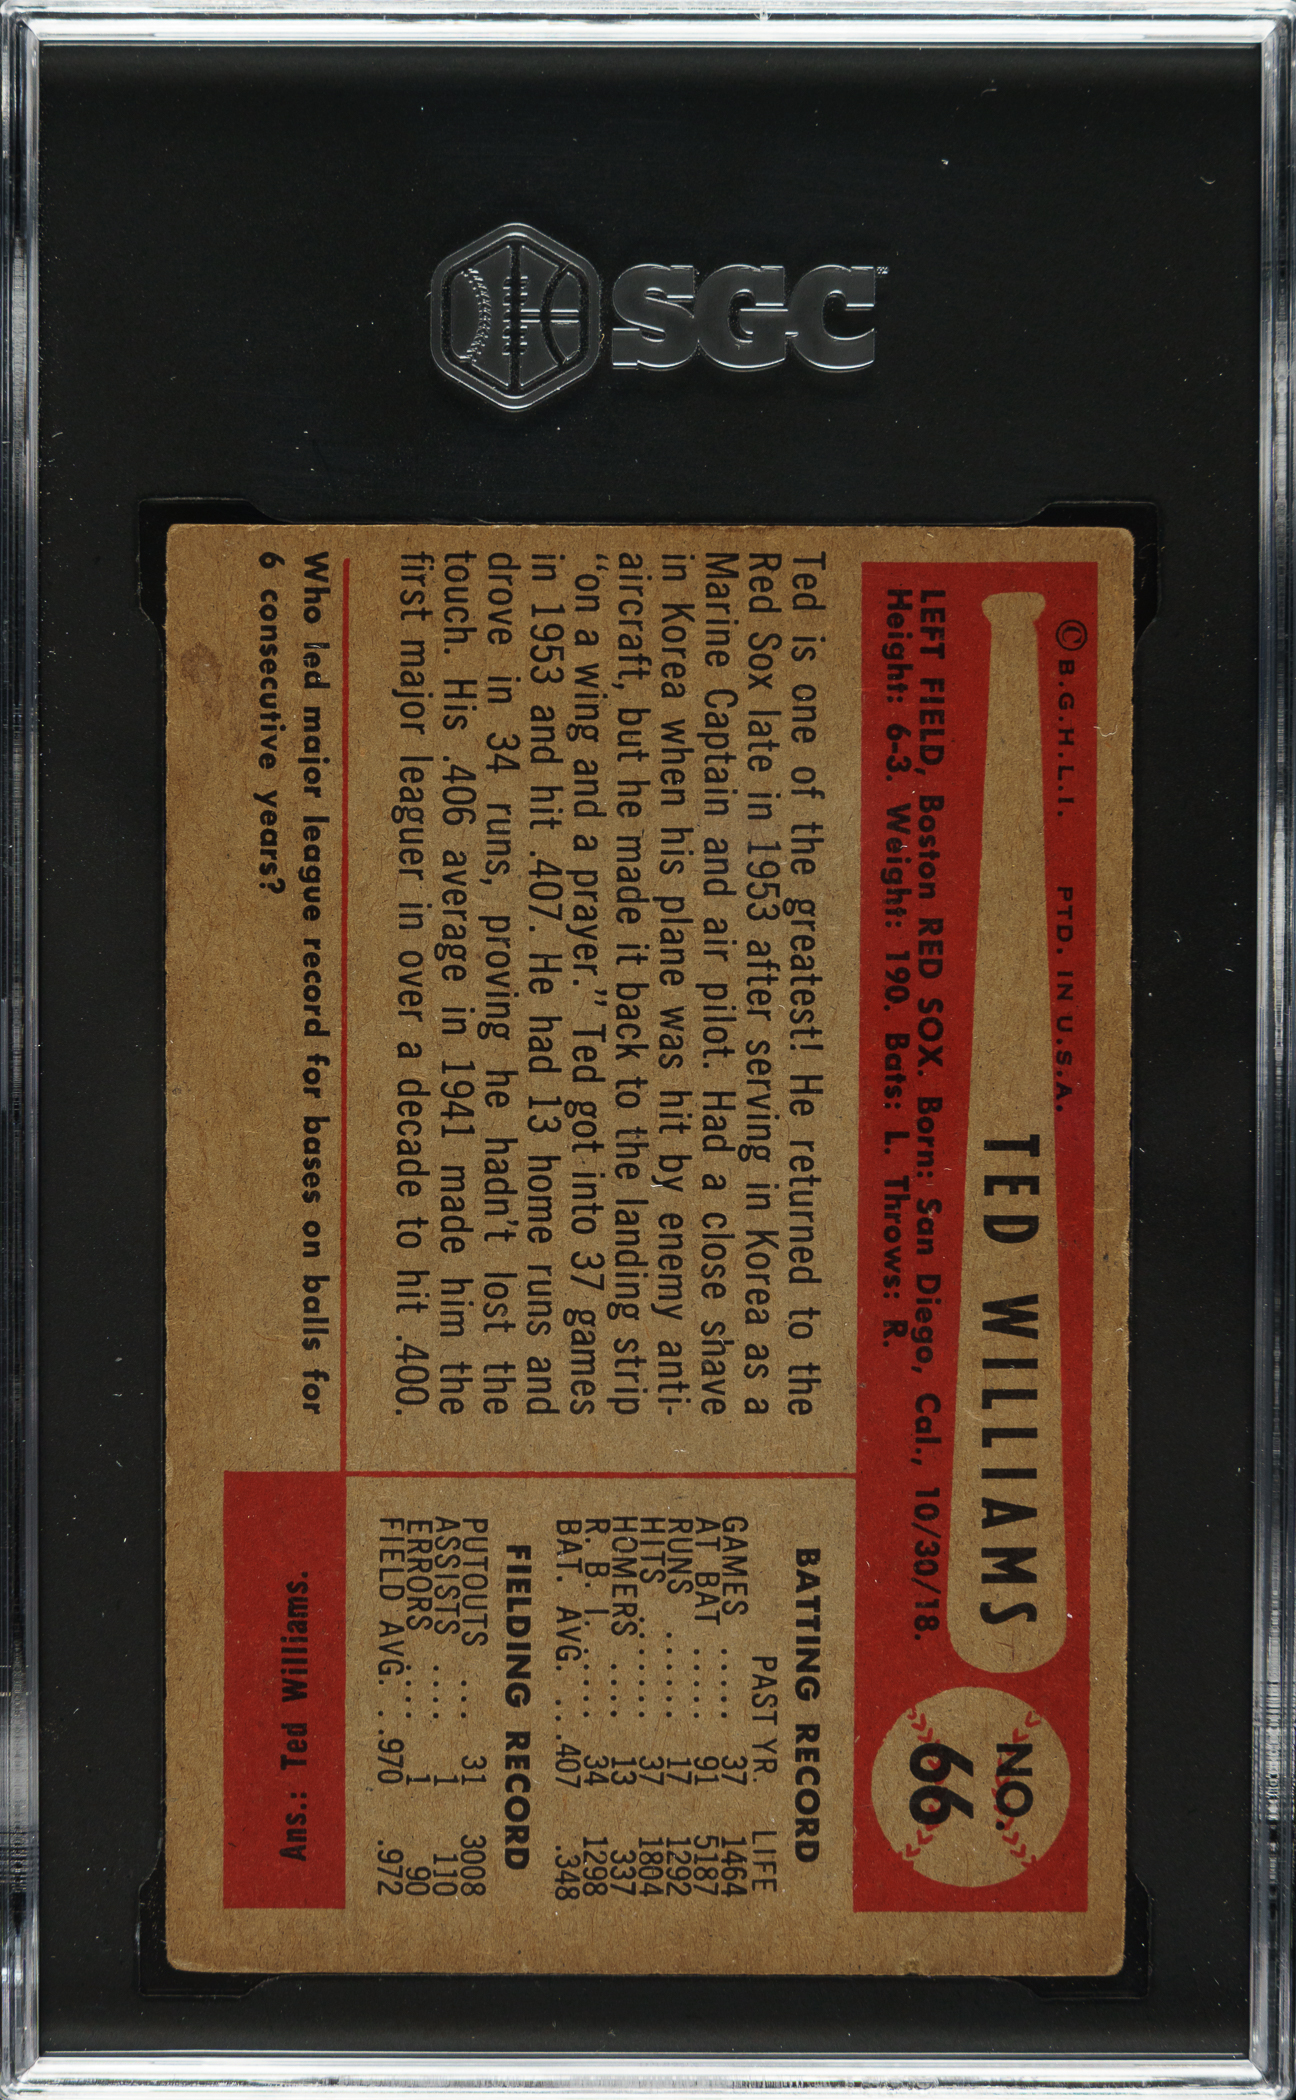 SGC
© B.G.H.L.I. PTD. IN U.S.A.
TED WILLIAMS
NO.
66
LEFT FIELD, Boston RED SOX. Born: San Diego, Cal., 10/30/18.
Height: 6-3. Weight: 190. Bats: L. Throws: R.
Ted is one of the greatest! He returned to the
Red Sox late in 1953 after serving in Korea as a
Marine Captain and air pilot. Had a close shave
in Korea when his plane was hit by enemy anti-
aircraft, but he made it back to the landing strip
“on a wing and a prayer.” Ted got into 37 games
in 1953 and hit .407. He had 13 home runs and
drove in 34 runs, proving he hadn't lost the
touch. His .406 average in 1941 made him the
first major leaguer in over a decade to hit .400.
BATTING RECORD
PAST YR. LIFE
GAMES ..... 37 1464
AT BAT ..... 91 5187
RUNS ...... 17 1292
HITS ...... 37 1804
HOMERS .... 13 337
R. B. I. ..... 34 1298
BAT. AVG. ...407 .348
FIELDING RECORD
PUTOUTS ... 31 3008
ASSISTS .... 1 110
ERRORS .... 1 90
FIELD AVG. ..970 .972
Who led major league record for bases on balls for
6 consecutive years?
Ans.: Ted Williams.